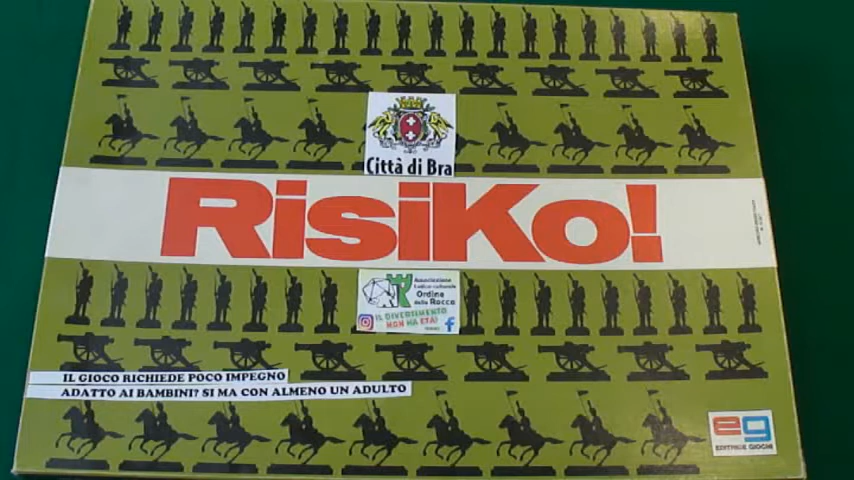 Città di Bra
RisiKo!
Associazione
Ludico culturale
Ordine
della Rocca
IL DIVERTIMENTO
NON HA ETÀ!
IL GIOCO RICHIEDE POCO IMPEGNO
ADATTO AI BAMBINI? SI MA CON ALMENO UN ADULTO
eg
EDITRICE GIOCHI